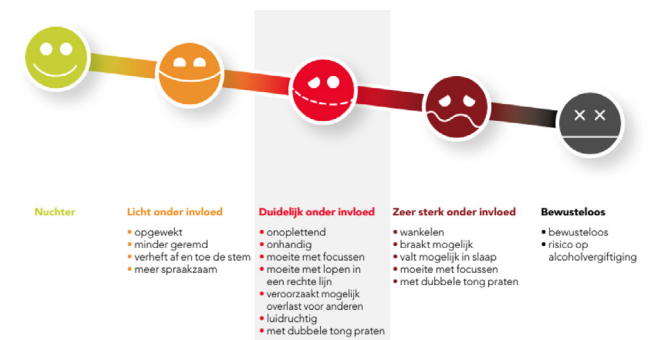 Nuchter
Licht onder invloed
• opgewekt
• minder geremd
• verheft af en toe de stem
• meer spraakzaam
Duidelijk onder invloed
• onoplettend
• onhandig
• moeite met focussen
• moeite met lopen in
een rechte lijn
• veroorzaakt mogelijk
overlast voor anderen
• luidruchtig
• met dubbele tong praten
Zeer sterk onder invloed
• wankelen
• braakt mogelijk
• valt mogelijk in slaap
• moeite met focussen
• met dubbele tong praten
Bewusteloos
• bewusteloos
• risico op
alcoholvergiftiging